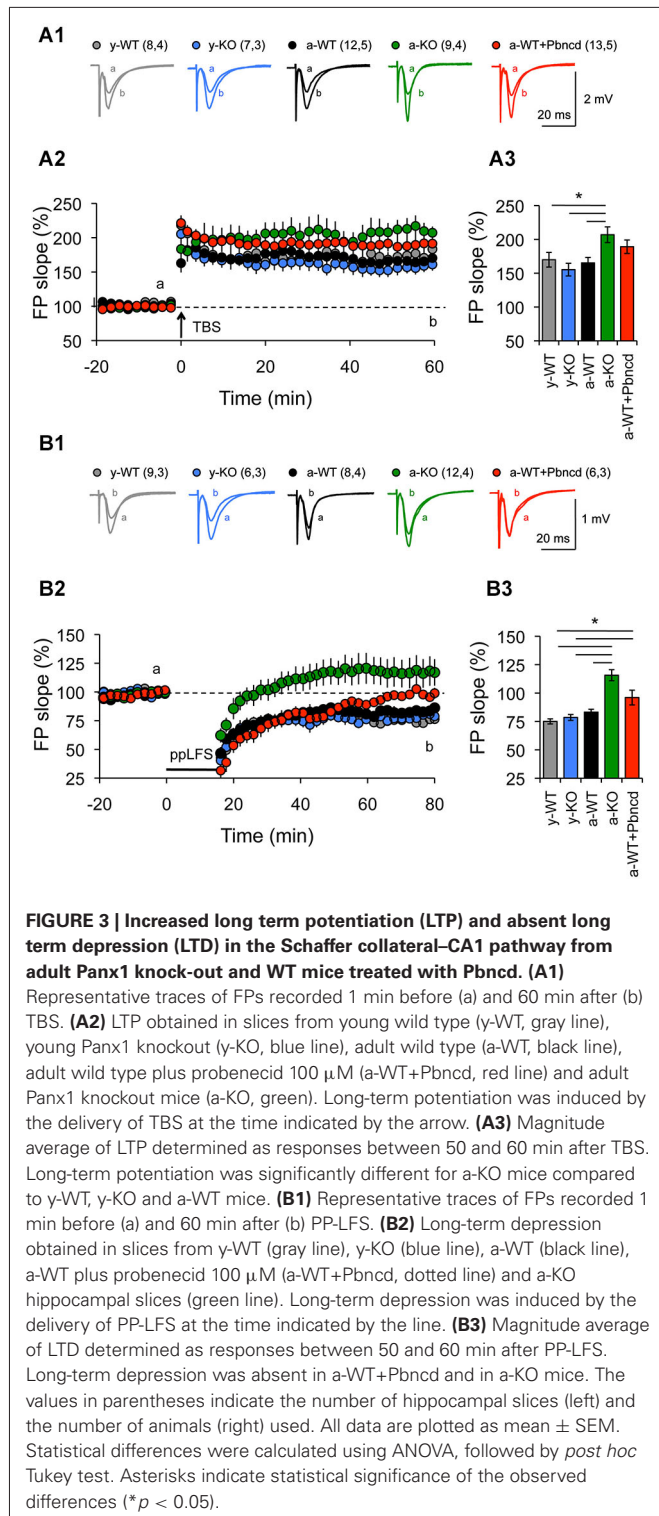 A1
y-WT (8,4) y-KO (7,3) a-WT (12,5) a-KO (9,4) a-WT+Pbncd (13,5)
a a a a a
b b b b b
2 mV
20 ms
A2
A3
FP slope (%)
250
200
150
100
50
a
TBS
b
-20 0 20 40 60
Time (min)
FP slope (%)
250
200
150
100
50
*
y-WT
y-KO
a-WT
a-KO
a-WT+Pbncd
B1
y-WT (9,3) y-KO (6,3) a-WT (8,4) a-KO (12,4) a-WT+Pbncd (6,3)
b b b b b
a a a a a
1 mV
20 ms
B2
B3
FP slope (%)
150
125
100
75
50
25
a
ppLFS
b
-20 0 20 40 60 80
Time (min)
FP slope (%)
150
125
100
75
50
25
*
y-WT
y-KO
a-WT
a-KO
a-WT+Pbncd
FIGURE 3 | Increased long term potentiation (LTP) and absent long
term depression (LTD) in the Schaffer collateral–CA1 pathway from
adult Panx1 knock-out and WT mice treated with Pbncd. (A1)
Representative traces of FPs recorded 1 min before (a) and 60 min after (b)
TBS. (A2) LTP obtained in slices from young wild type (y-WT, gray line),
young Panx1 knockout (y-KO, blue line), adult wild type (a-WT, black line),
adult wild type plus probenecid 100 μM (a-WT+Pbncd, red line) and adult
Panx1 knockout mice (a-KO, green). Long-term potentiation was induced by
the delivery of TBS at the time indicated by the arrow. (A3) Magnitude
average of LTP determined as responses between 50 and 60 min after TBS.
Long-term potentiation was significantly different for a-KO mice compared
to y-WT, y-KO and a-WT mice. (B1) Representative traces of FPs recorded 1
min before (a) and 60 min after (b) PP-LFS. (B2) Long-term depression
obtained in slices from y-WT (gray line), y-KO (blue line), a-WT (black line),
a-WT plus probenecid 100 μM (a-WT+Pbncd, dotted line) and a-KO
hippocampal slices (green line). Long-term depression was induced by the
delivery of PP-LFS at the time indicated by the line. (B3) Magnitude average
of LTD determined as responses between 50 and 60 min after PP-LFS.
Long-term depression was absent in a-WT+Pbncd and in a-KO mice. The
values in parentheses indicate the number of hippocampal slices (left) and
the number of animals (right) used. All data are plotted as mean ± SEM.
Statistical differences were calculated using ANOVA, followed by post hoc
Tukey test. Asterisks indicate statistical significance of the observed
differences (*p < 0.05).